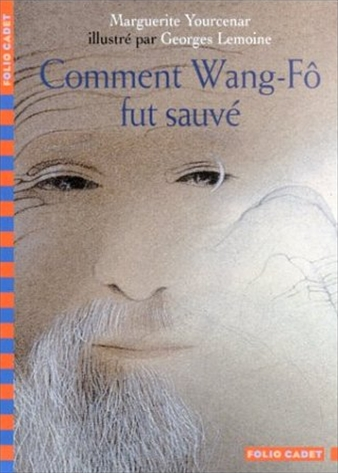 Marguerite Yourcenar
illustré par Georges Lemoine
Comment Wang-Fô
fut sauvé
FOLIO CADET
FOLIO CADET